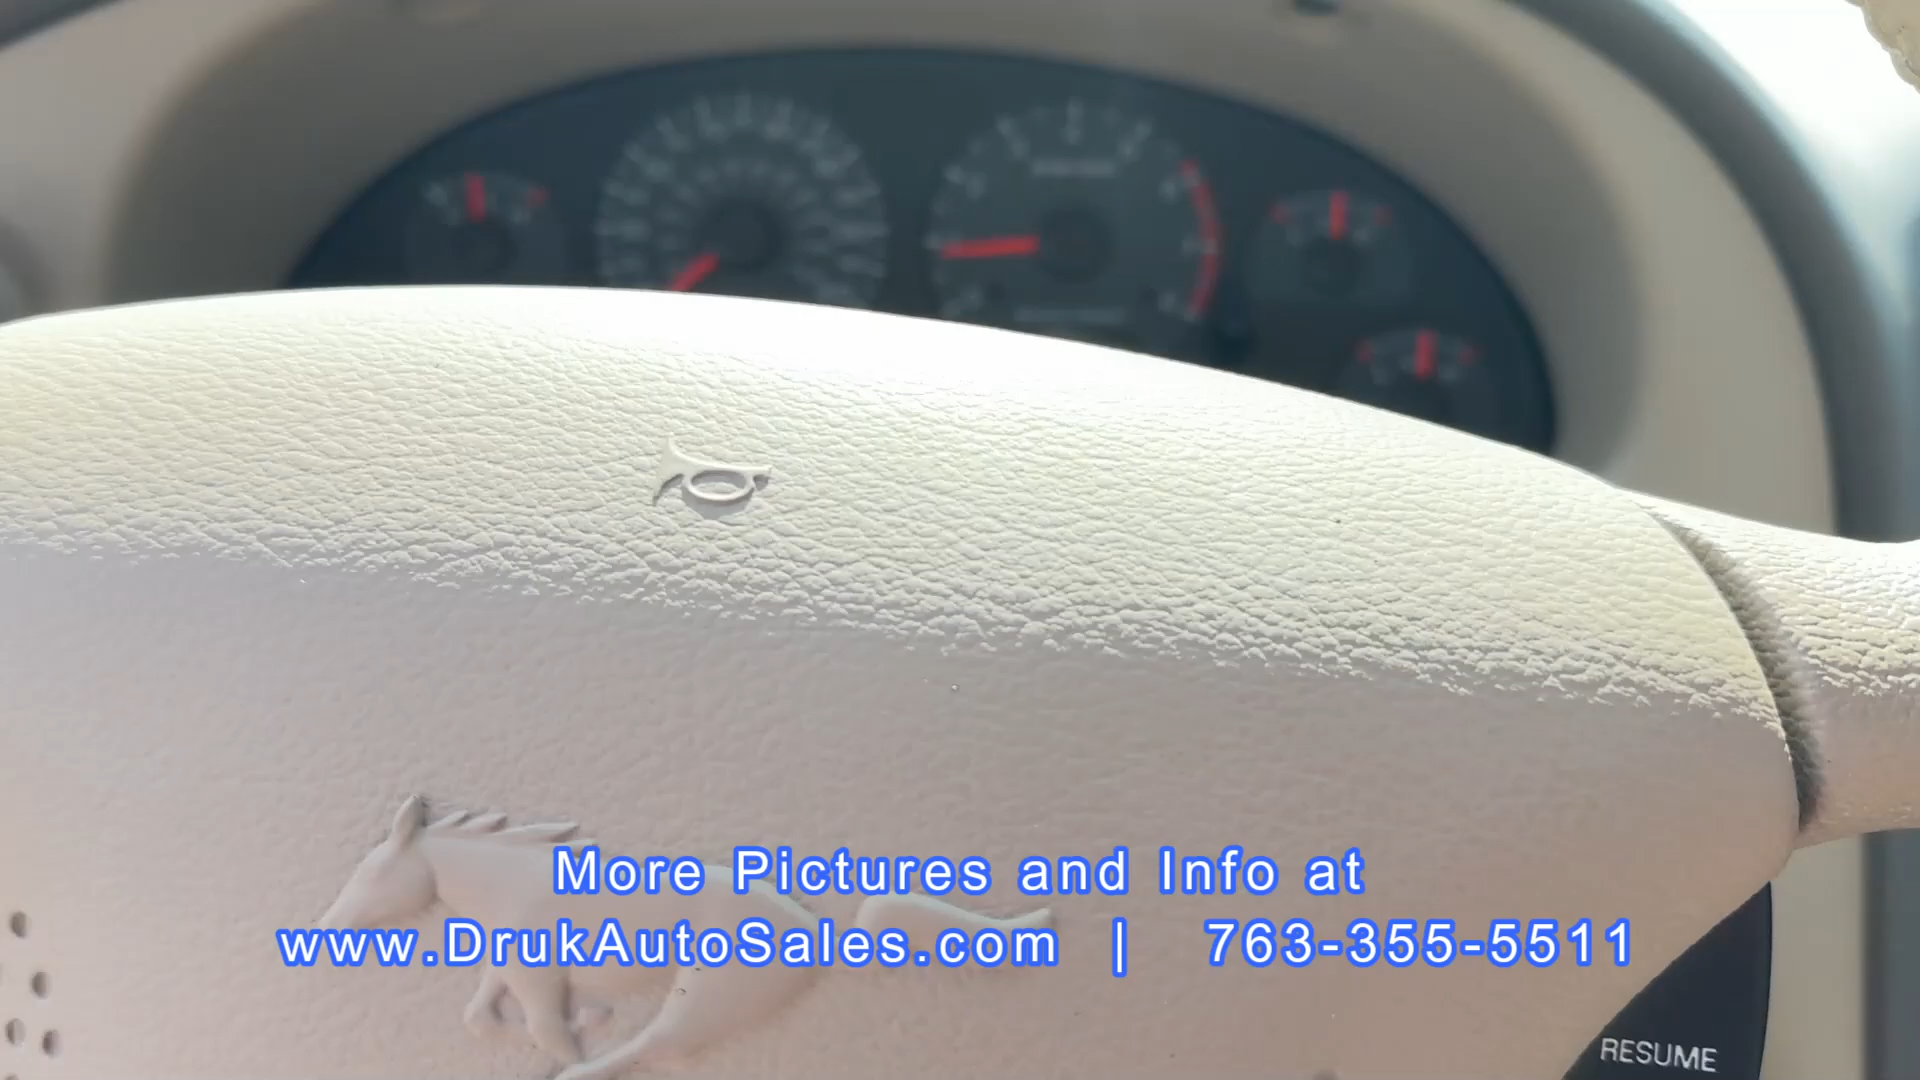 More Pictures and Info at
www.DrukAutoSales.com | 763-355-5511
RESUME